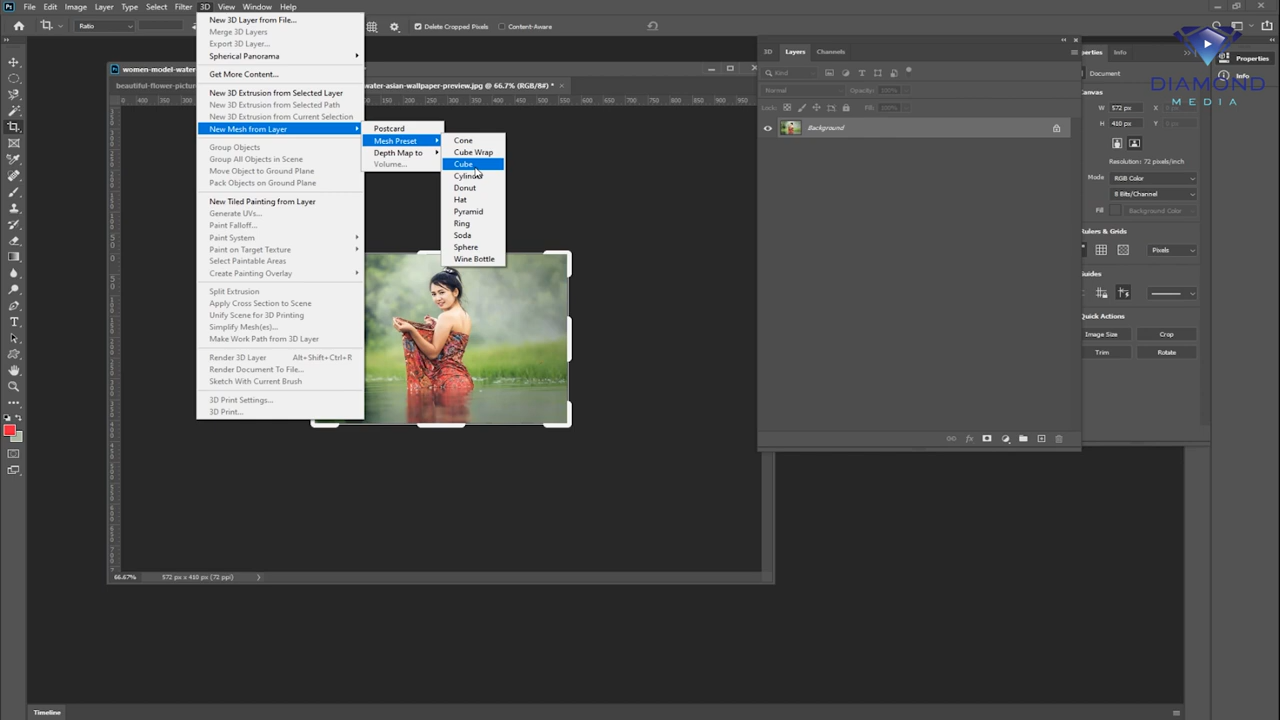 Ps File Edit Image Layer Type Select Filter 3D View Window Help
Ratio
Delete Cropped Pixels
Content-Aware
New 3D Layer from File...
Merge 3D Layers
Export 3D Layer...
Spherical Panorama
Get More Content...
New 3D Extrusion from Selected Layer
New 3D Extrusion from Selected Path
New 3D Extrusion from Current Selection
New Mesh from Layer
Group Objects
Group All Objects in Scene
Move Object to Ground Plane
Pack Objects on Ground Plane
New Tiled Painting from Layer
Generate UVs...
Paint Falloff...
Paint System
Paint on Target Texture
Select Paintable Areas
Create Painting Overlay
Split Extrusion
Apply Cross Section to Scene
Unify Scene for 3D Printing
Simplify Mesh(es)...
Make Work Path from 3D Layer
Render 3D Layer Alt+Shift+Ctrl+R
Render Document To File...
Sketch With Current Brush
3D Print Settings...
3D Print...
Postcard
Mesh Preset
Depth Map to
Volume...
Cone
Cube Wrap
Cube
Cylinder
Donut
Hat
Pyramid
Ring
Soda
Sphere
Wine Bottle
women-model-water
beautiful-flower-pictur
water-asian-wallpaper-preview.jpg @ 66.7% (RGB/8#) *
66.67% 572 px x 410 px (72 ppi)
Timeline
3D Layers Channels
Kind
Normal Opacity:
Lock: Fill:
Background
operties Info
Document
Canvas
W 572 px X
H 410 px Y
Resolution: 72 pixels/inch
Mode RGB Color
8 Bits/Channel
Fill Background Color
Rulers & Grids
Pixels
Guides
Quick Actions
Image Size Crop
Trim Rotate
Properties
Info
DIAMOND
MEDIA